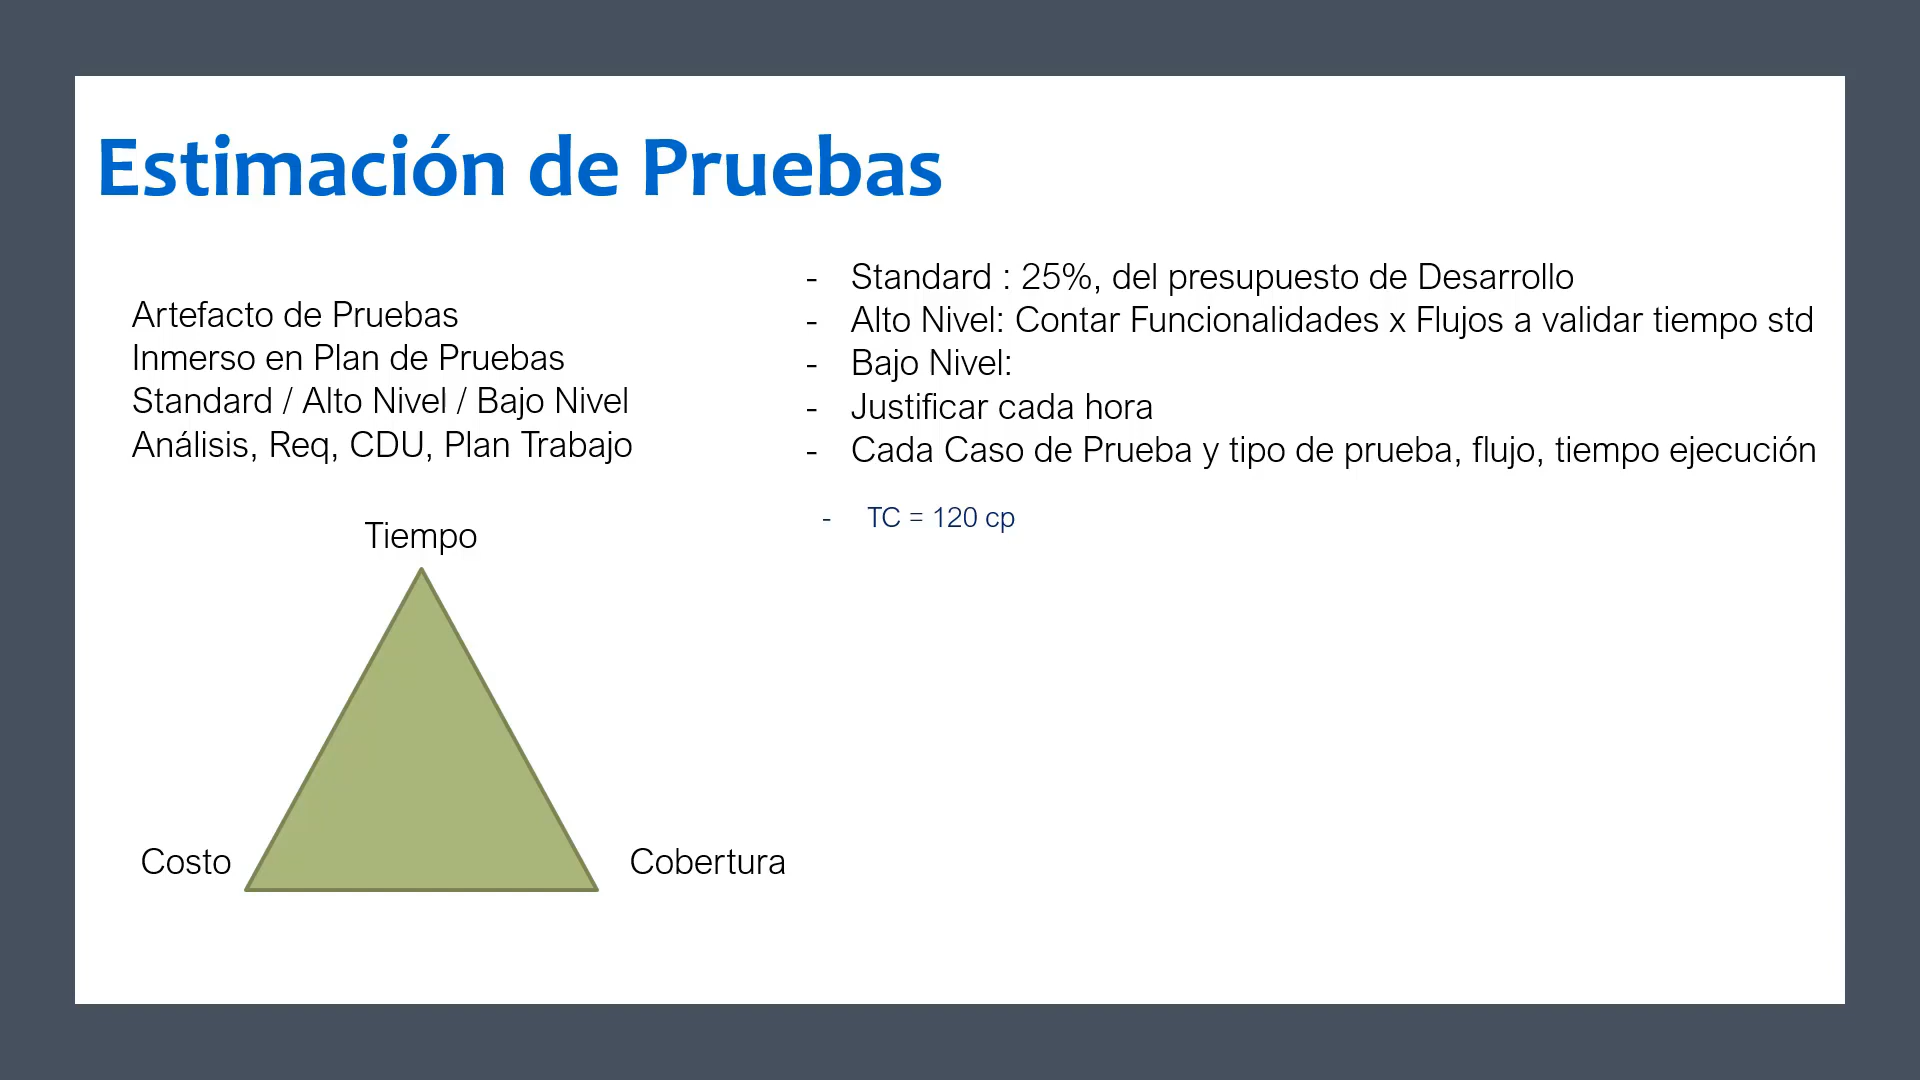 Estimación de Pruebas
Artefacto de Pruebas
Inmerso en Plan de Pruebas
Standard / Alto Nivel / Bajo Nivel
Análisis, Req, CDU, Plan Trabajo
- Standard : 25%, del presupuesto de Desarrollo
- Alto Nivel: Contar Funcionalidades x Flujos a validar tiempo std
- Bajo Nivel:
- Justificar cada hora
- Cada Caso de Prueba y tipo de prueba, flujo, tiempo ejecución
- TC = 120 cp
Tiempo
Costo
Cobertura